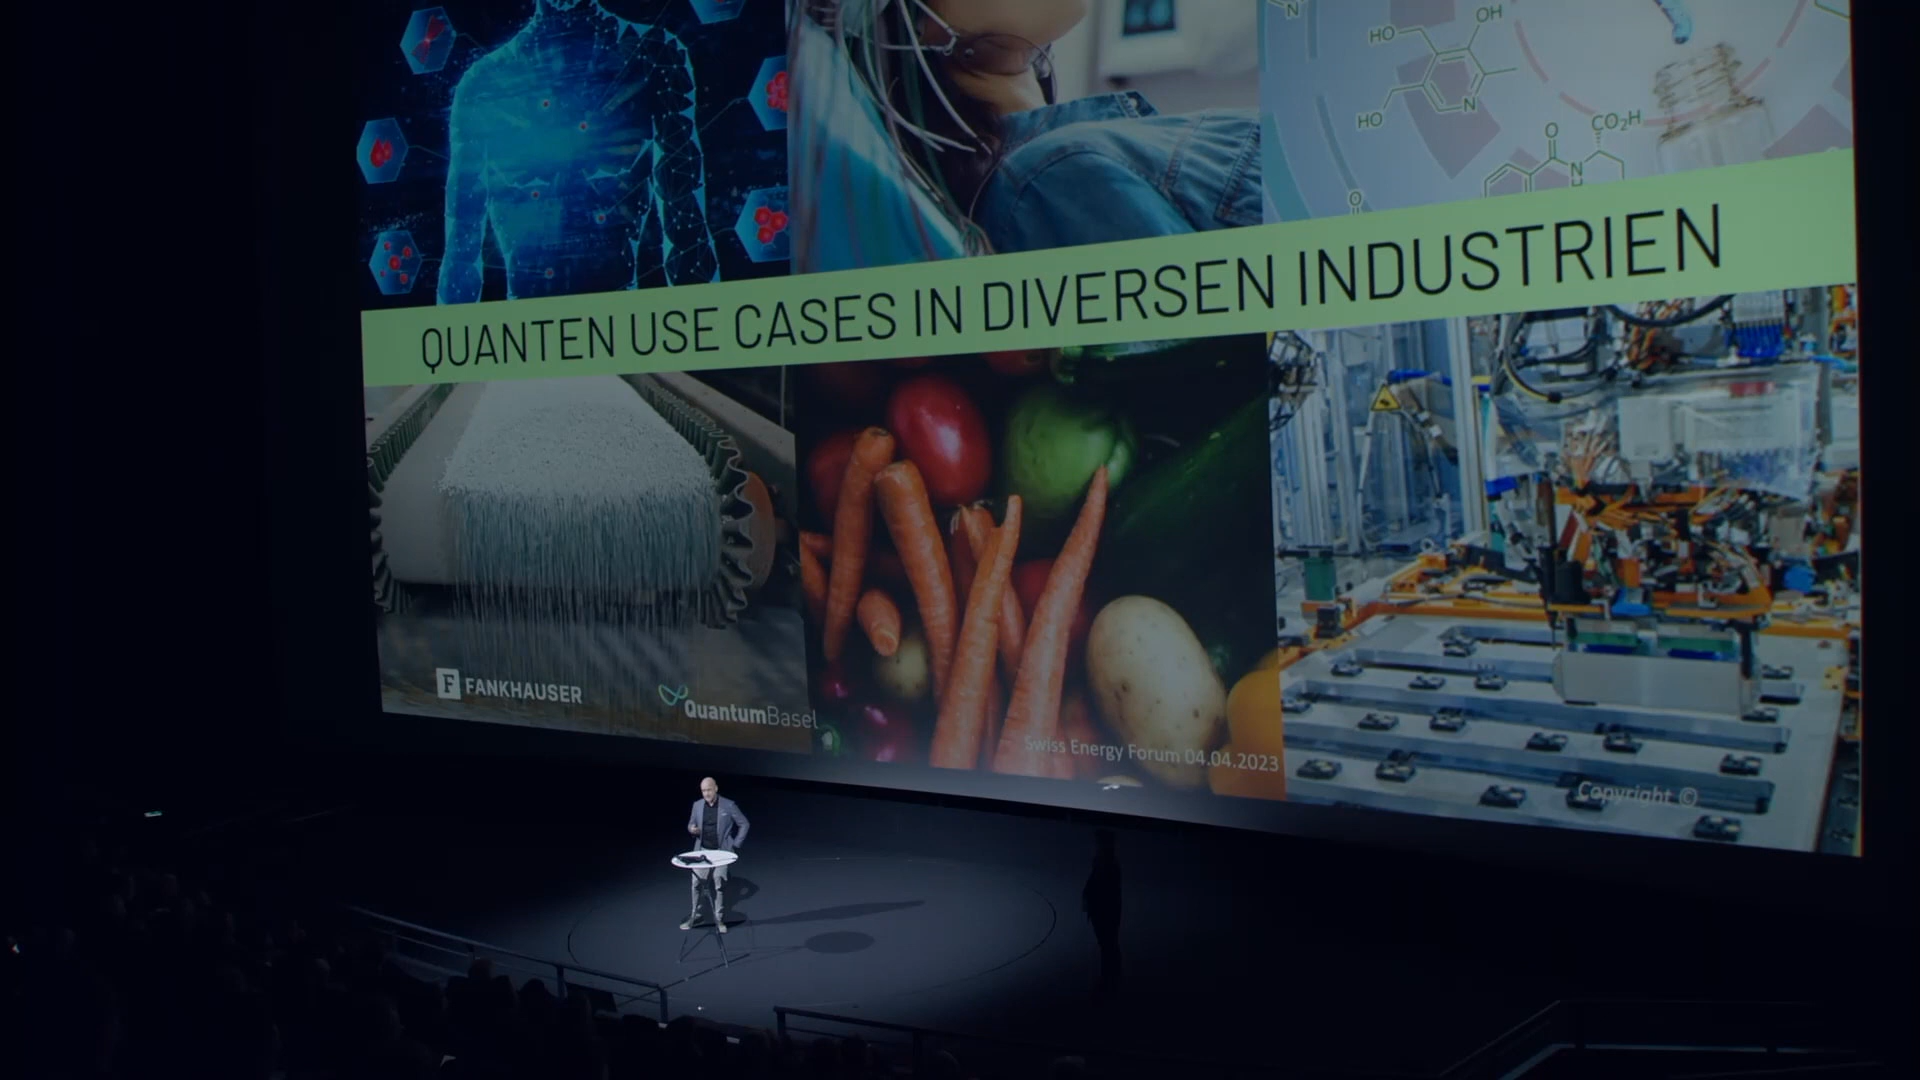 N
HO
OH
HO
N
CO₂H
O
N
H
O
QUANTEN USE CASES IN DIVERSEN INDUSTRIEN
F FANKHAUSER
QuantumBasel
Swiss Energy Forum 04.04.2023
Copyright ©